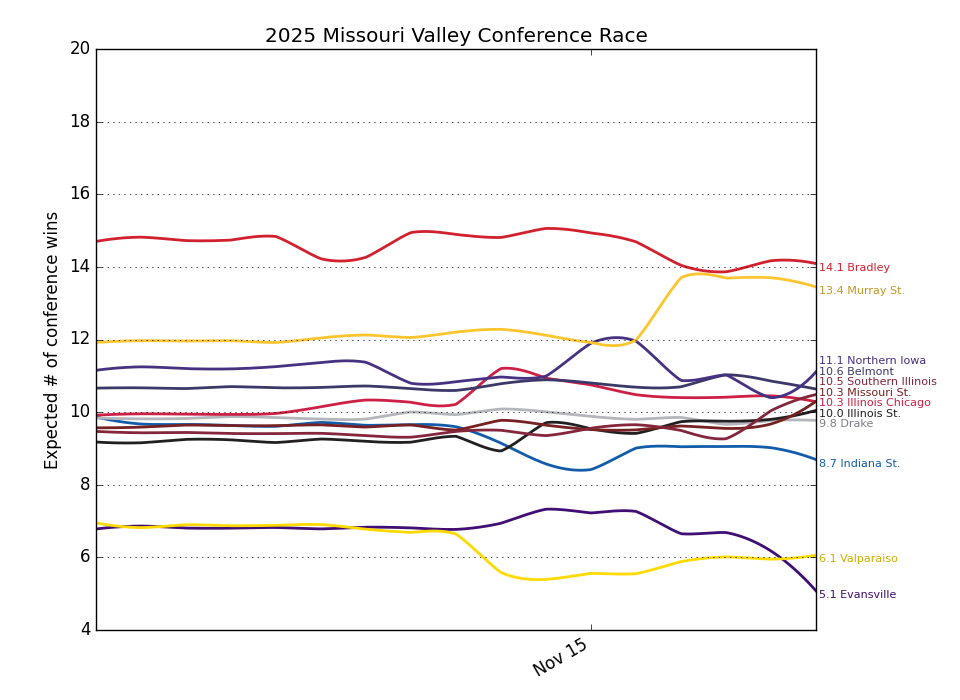 2025 Missouri Valley Conference Race
Expected # of conference wins
20
18
16
14
12
10
8
6
4
14.1 Bradley
13.4 Murray St.
11.1 Northern Iowa
10.6 Belmont
10.5 Southern Illinois
10.3 Missouri St.
10.3 Illinois Chicago
10.0 Illinois St.
9.8 Drake
8.7 Indiana St.
6.1 Valparaiso
5.1 Evansville
Nov 15